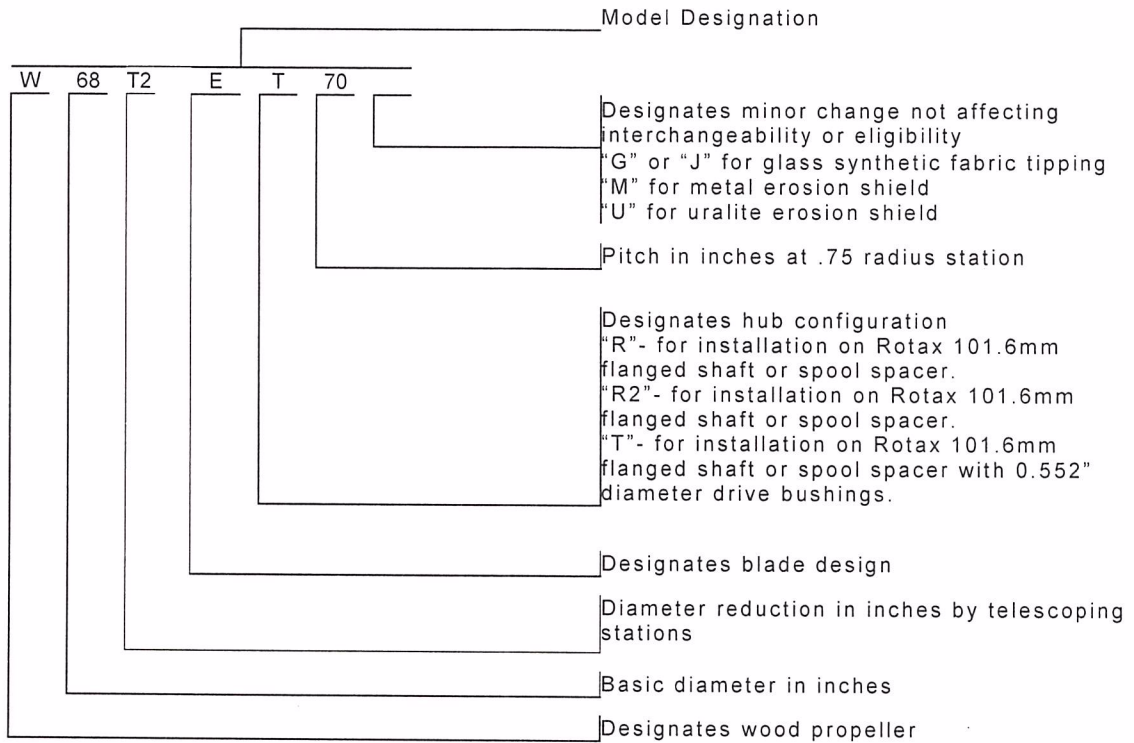 Model Designation
W 68 T2 E T 70
Designates minor change not affecting
interchangeability or eligibility
“G” or “J” for glass synthetic fabric tipping
“M” for metal erosion shield
“U” for uralite erosion shield
Pitch in inches at .75 radius station
Designates hub configuration
“R”- for installation on Rotax 101.6mm
flanged shaft or spool spacer.
“R2”- for installation on Rotax 101.6mm
flanged shaft or spool spacer.
“T”- for installation on Rotax 101.6mm
flanged shaft or spool spacer with 0.552”
diameter drive bushings.
Designates blade design
Diameter reduction in inches by telescoping
stations
Basic diameter in inches
Designates wood propeller